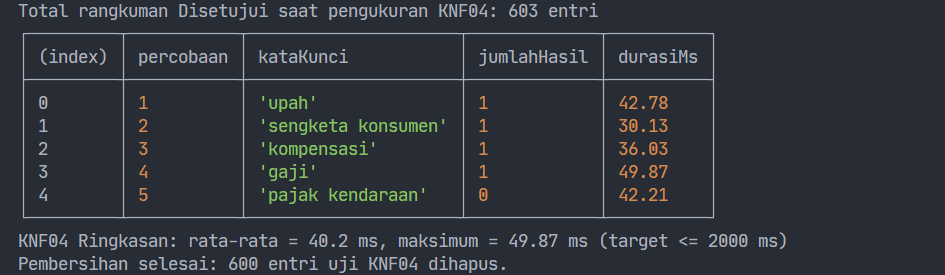 Total rangkuman Disetujui saat pengukuran KNF04: 603 entri
(index) percobaan kataKunci jumlahHasil durasiMs
0 1 'upah' 1 42.78
1 2 'sengketa konsumen' 1 30.13
2 3 'kompensasi' 1 36.03
3 4 'gaji' 1 49.87
4 5 'pajak kendaraan' 0 42.21
KNF04 Ringkasan: rata-rata = 40.2 ms, maksimum = 49.87 ms (target <= 2000 ms)
Pembersihan selesai: 600 entri uji KNF04 dihapus.